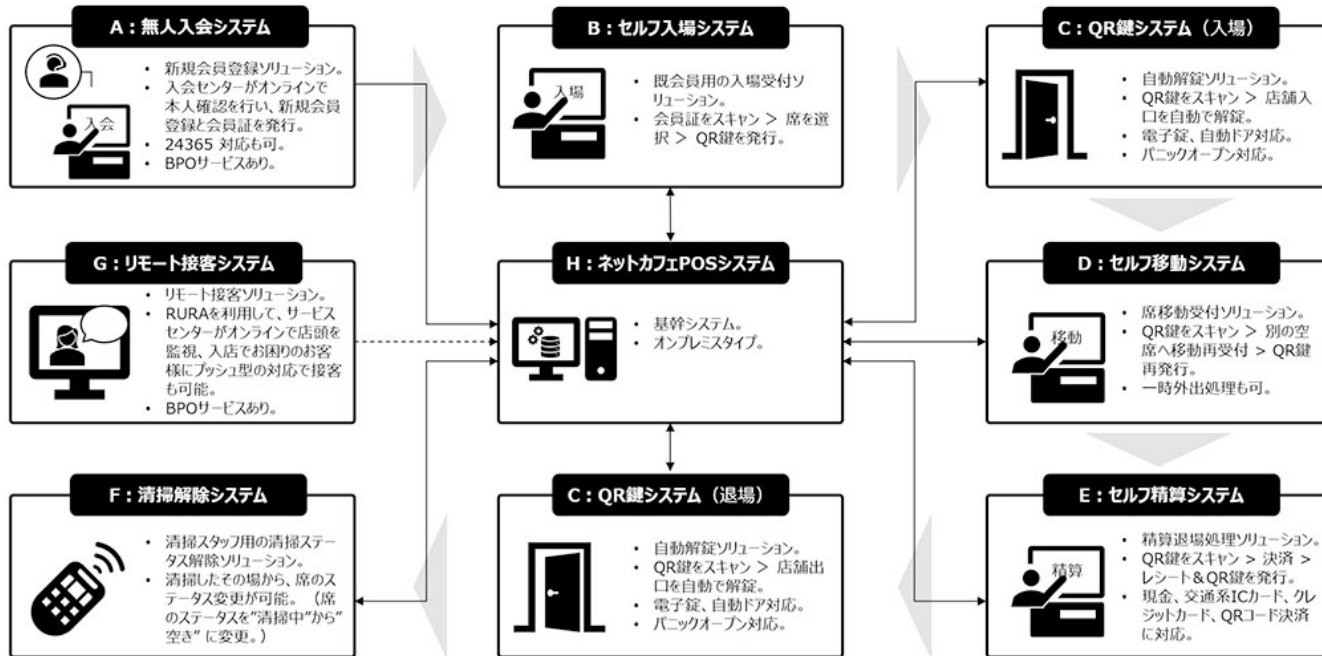 A：無人入会システム
入会
• 新規会員登録ソリューション。
• 入会センターがオンラインで
本人確認を行い、新規会員
登録と会員証を発行。
• 24365 対応も可。
• BPOサービスあり。
B：セルフ入場システム
入場
• 既会員用の入場受付ソ
リューション。
• 会員証をスキャン > 席を選
択 > QR鍵を発行。
C：QR鍵システム（入場）
• 自動解錠ソリューション。
• QR鍵をスキャン > 店舗入
口を自動で解錠。
• 電子錠、自動ドア対応。
• パニックオープン対応。
G：リモート接客システム
• リモート接客ソリューション。
• RURAを利用して、サービス
センターがオンラインで店頭を
監視、入店でお困りのお客
様にプッシュ型の対応で接客
も可能。
• BPOサービスあり。
H：ネットカフェPOSシステム
• 基幹システム。
• オンプレミスタイプ。
D：セルフ移動システム
移動
• 席移動受付ソリューション。
• QR鍵をスキャン > 別の空
席へ移動再受付 > QR鍵
再発行。
• 一時外出処理も可。
F：清掃解除システム
• 清掃スタッフ用の清掃ステー
タス解除ソリューション。
• 清掃したその場から、席のス
テータス変更が可能。（席
のステータスを”清掃中”から”
空き” に変更。）
C：QR鍵システム（退場）
• 自動解錠ソリューション。
• QR鍵をスキャン > 店舗出
口を自動で解錠。
• 電子錠、自動ドア対応。
• パニックオープン対応。
E：セルフ精算システム
精算
• 精算退場処理ソリューション。
• QR鍵をスキャン > 決済 >
レシート＆QR鍵を発行。
• 現金、交通系ICカード、クレ
ジットカード、QRコード決済
に対応。